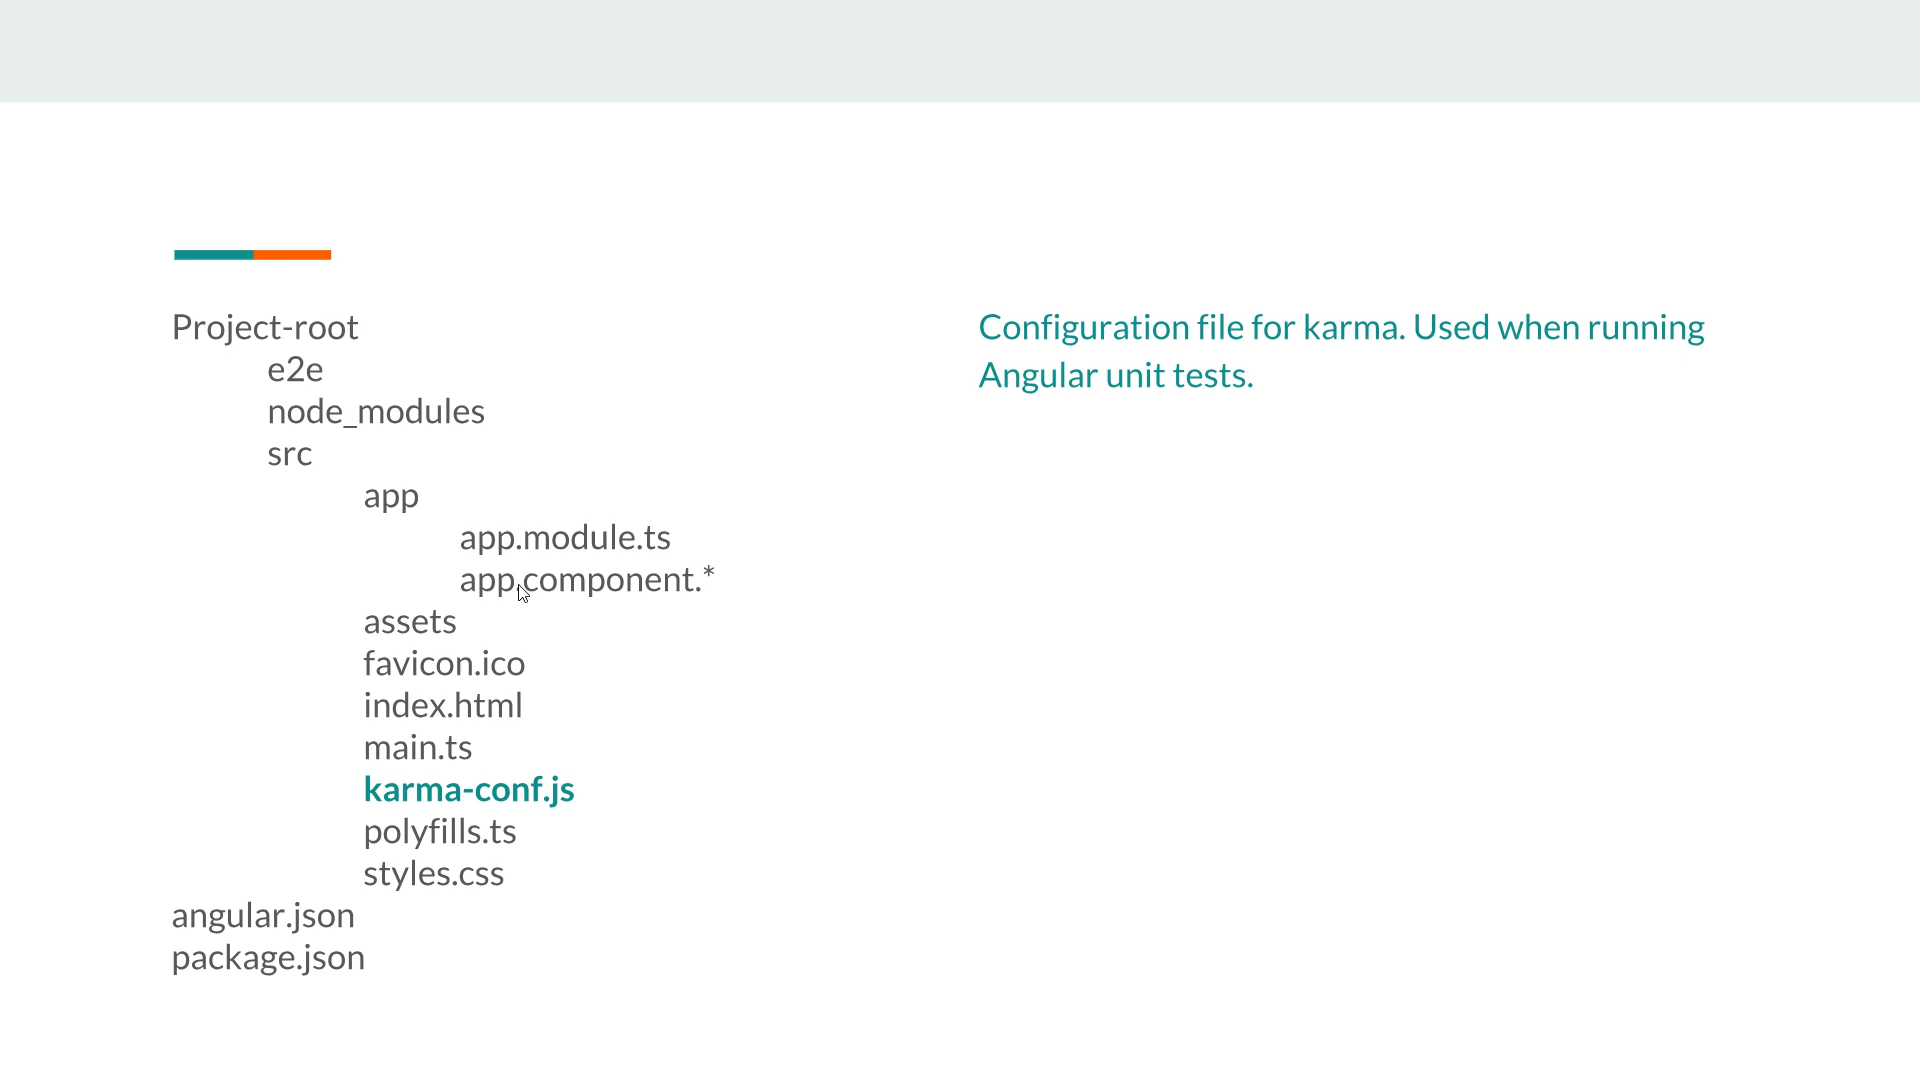 Project-root
e2e
node_modules
src
app
app.module.ts
app.component.*
assets
favicon.ico
index.html
main.ts
karma-conf.js
polyfills.ts
styles.css
angular.json
package.json
Configuration file for karma. Used when running
Angular unit tests.